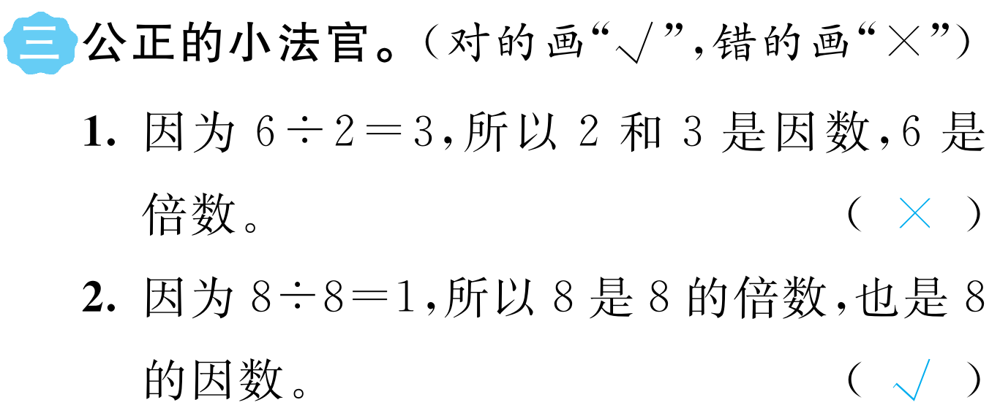 三 公正的小法官。(对的画“√”,错的画“×”)
1. 因为 6÷2=3,所以 2 和 3 是因数,6 是
倍数。 ( × )
2. 因为 8÷8=1,所以 8 是 8 的倍数,也是 8
的因数。 ( √ )